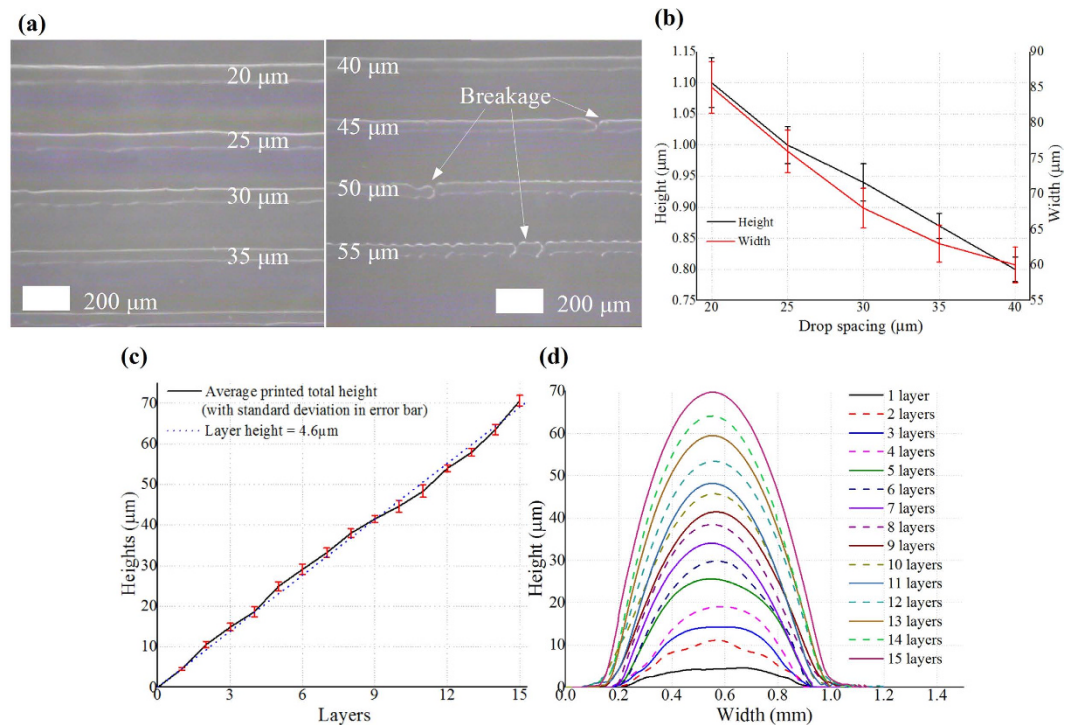 (a)
20 µm
25 µm
30 µm
35 µm
200 µm
40 µm
Breakage
45 µm
50 µm
55 µm
200 µm
(b)
Height (µm)
1.15
1.10
1.05
1.00
0.95
0.90
0.85
0.80
0.75
Height
Width
90
85
80
75
70
65
60
55
Width (µm)
20 25 30 35 40
Drop spacing (µm)
(c)
Average printed total height
(with standard deviation in error bar)
Layer height = 4.6µm
Heights (µm)
70
60
50
40
30
20
10
0
0 3 6 9 12 15
Layers
(d)
Height (µm)
70
60
50
40
30
20
10
0
0.0 0.2 0.4 0.6 0.8 1.0 1.2 1.4
Width (mm)
1 layer
2 layers
3 layers
4 layers
5 layers
6 layers
7 layers
8 layers
9 layers
10 layers
11 layers
12 layers
13 layers
14 layers
15 layers